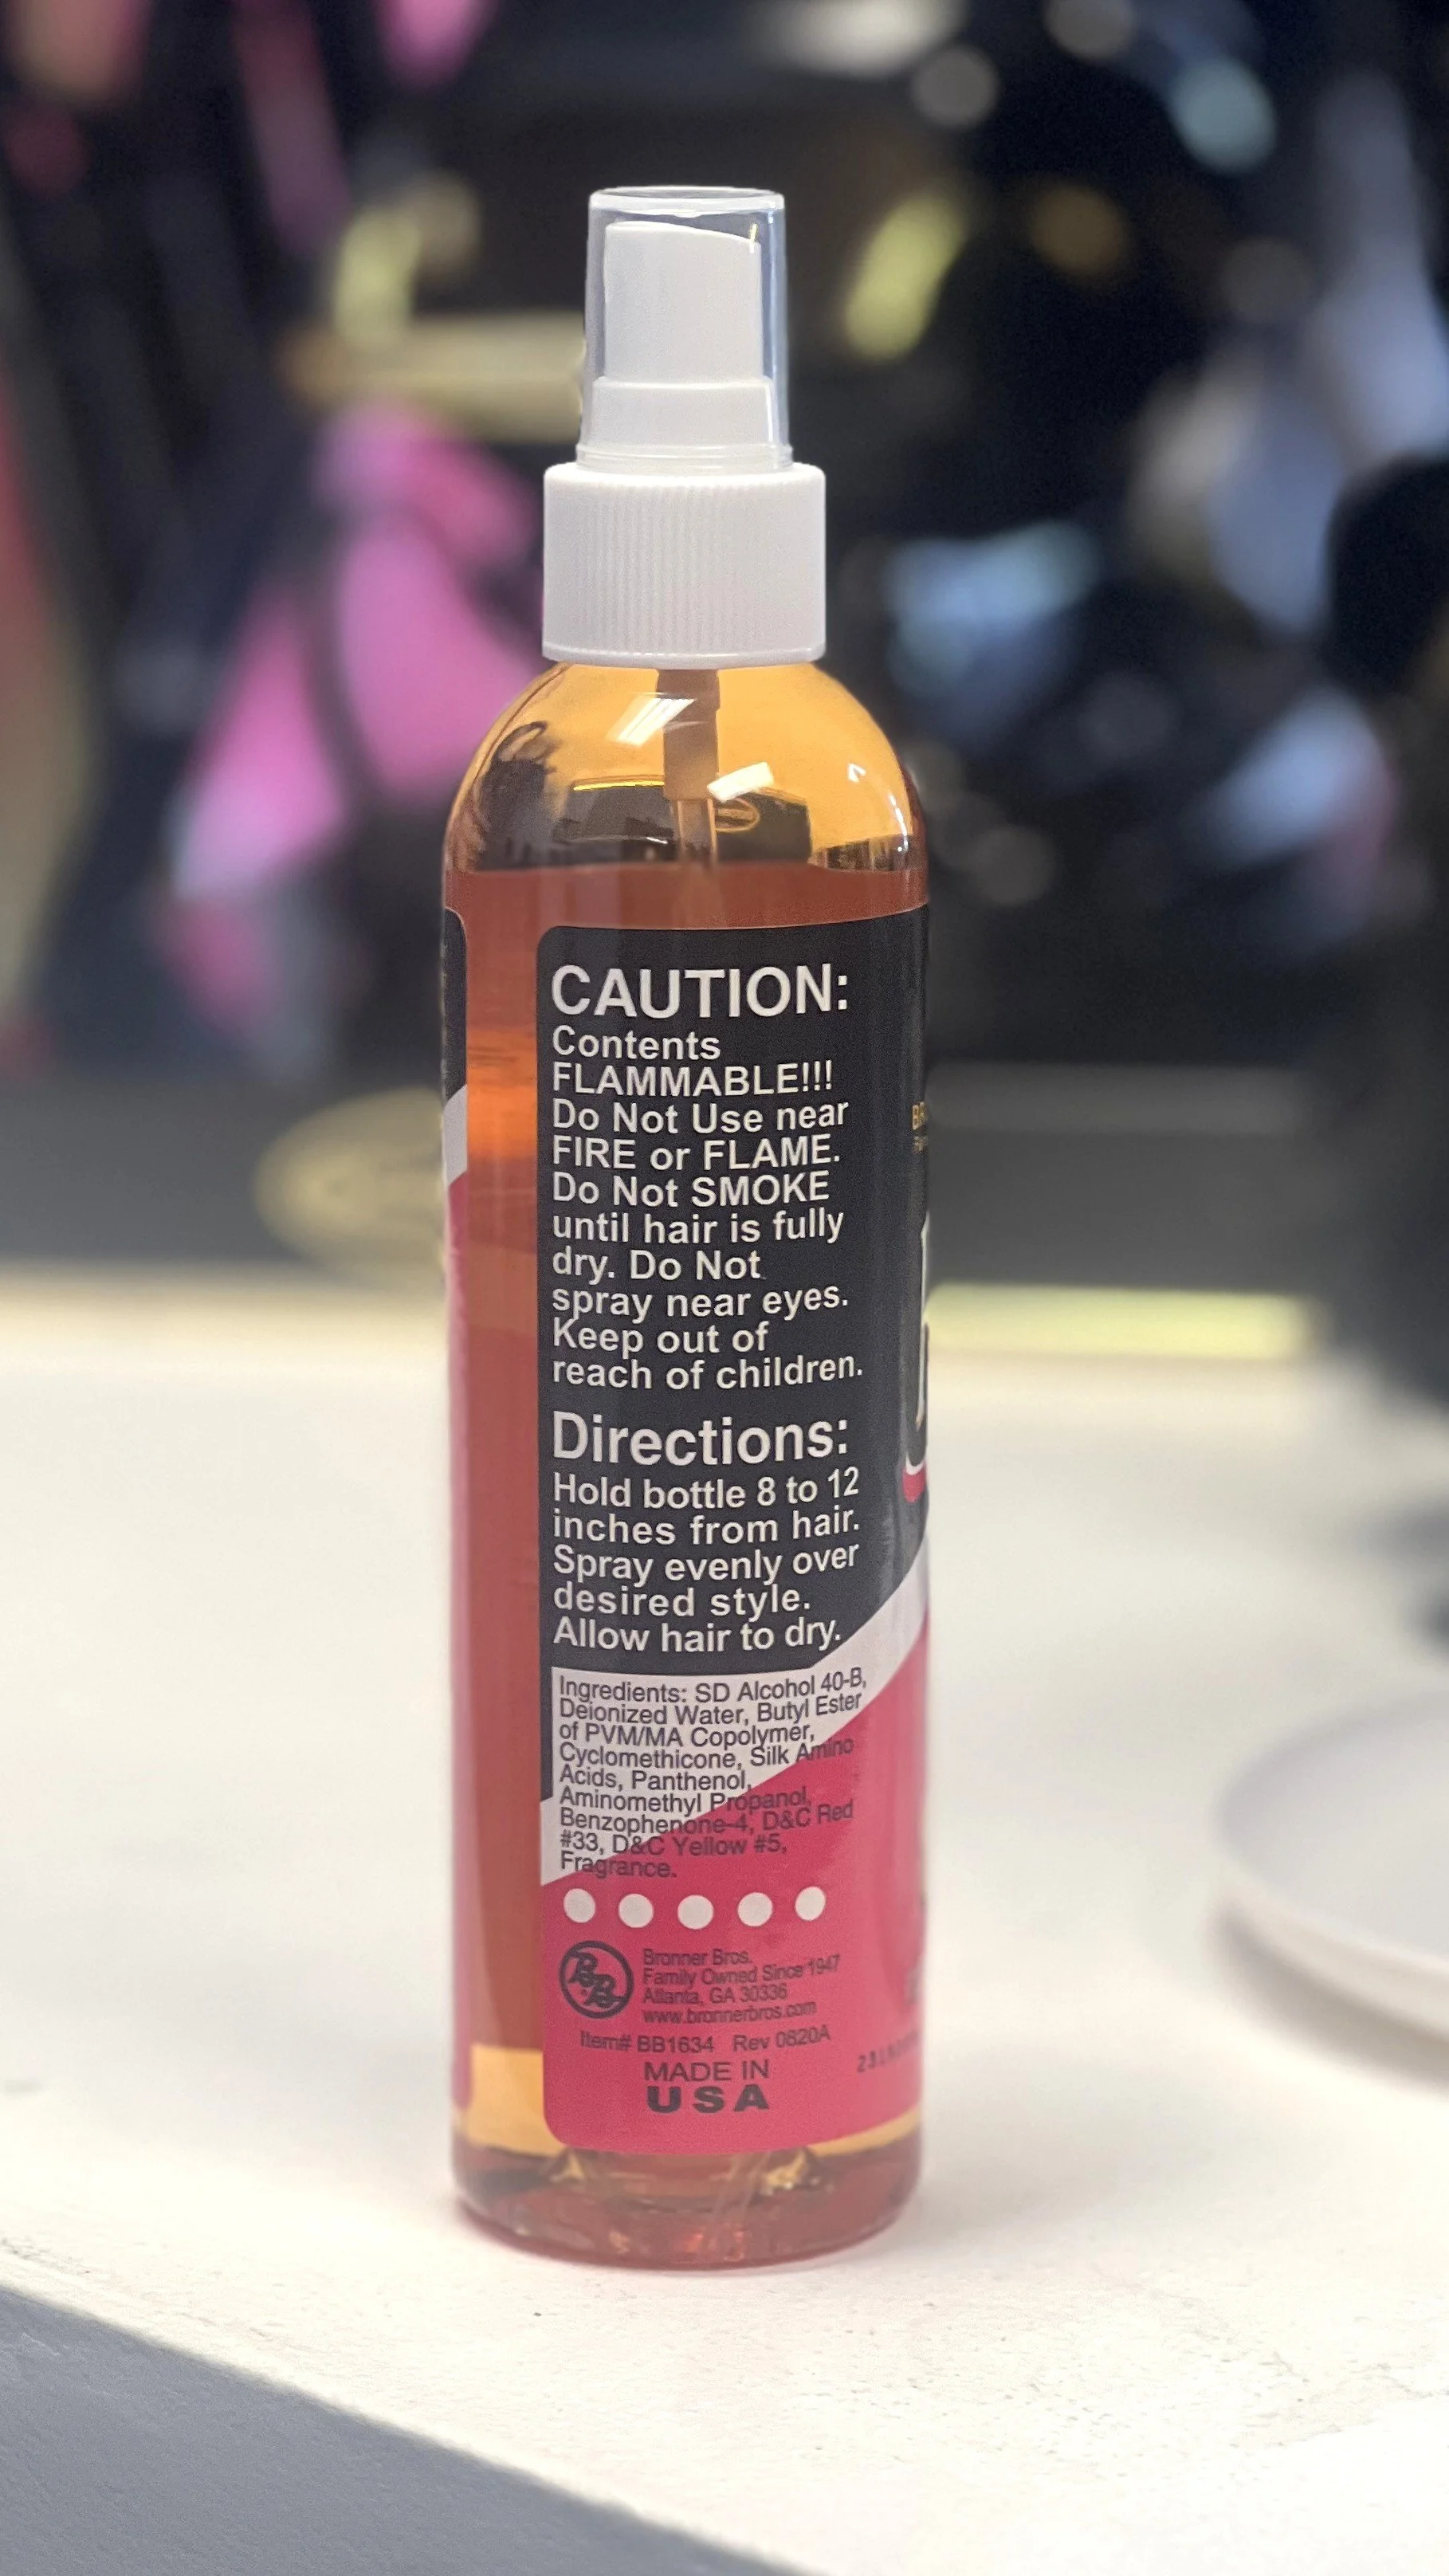 CAUTION:
Contents
FLAMMABLE!!!
Do Not Use near
FIRE or FLAME.
Do Not SMOKE
until hair is fully
dry. Do Not
spray near eyes.
Keep out of
reach of children.
Directions:
Hold bottle 8 to 12
inches from hair.
Spray evenly over
desired style.
Allow hair to dry.
Ingredients: SD Alcohol 40-B,
Deionized Water, Butyl Ester
of PVM/MA Copolymer,
Cyclomethicone, Silk Amino
Acids, Panthenol,
Aminomethyl Propanol,
Benzophenone-4, D&C Red
#33, D&C Yellow #5,
Fragrance.
BB
Bronner Bros.
Family Owned Since 1947
Atlanta, GA 30336
www.bronnerbros.com
Item# BB1634 Rev 0820A
MADE IN
USA